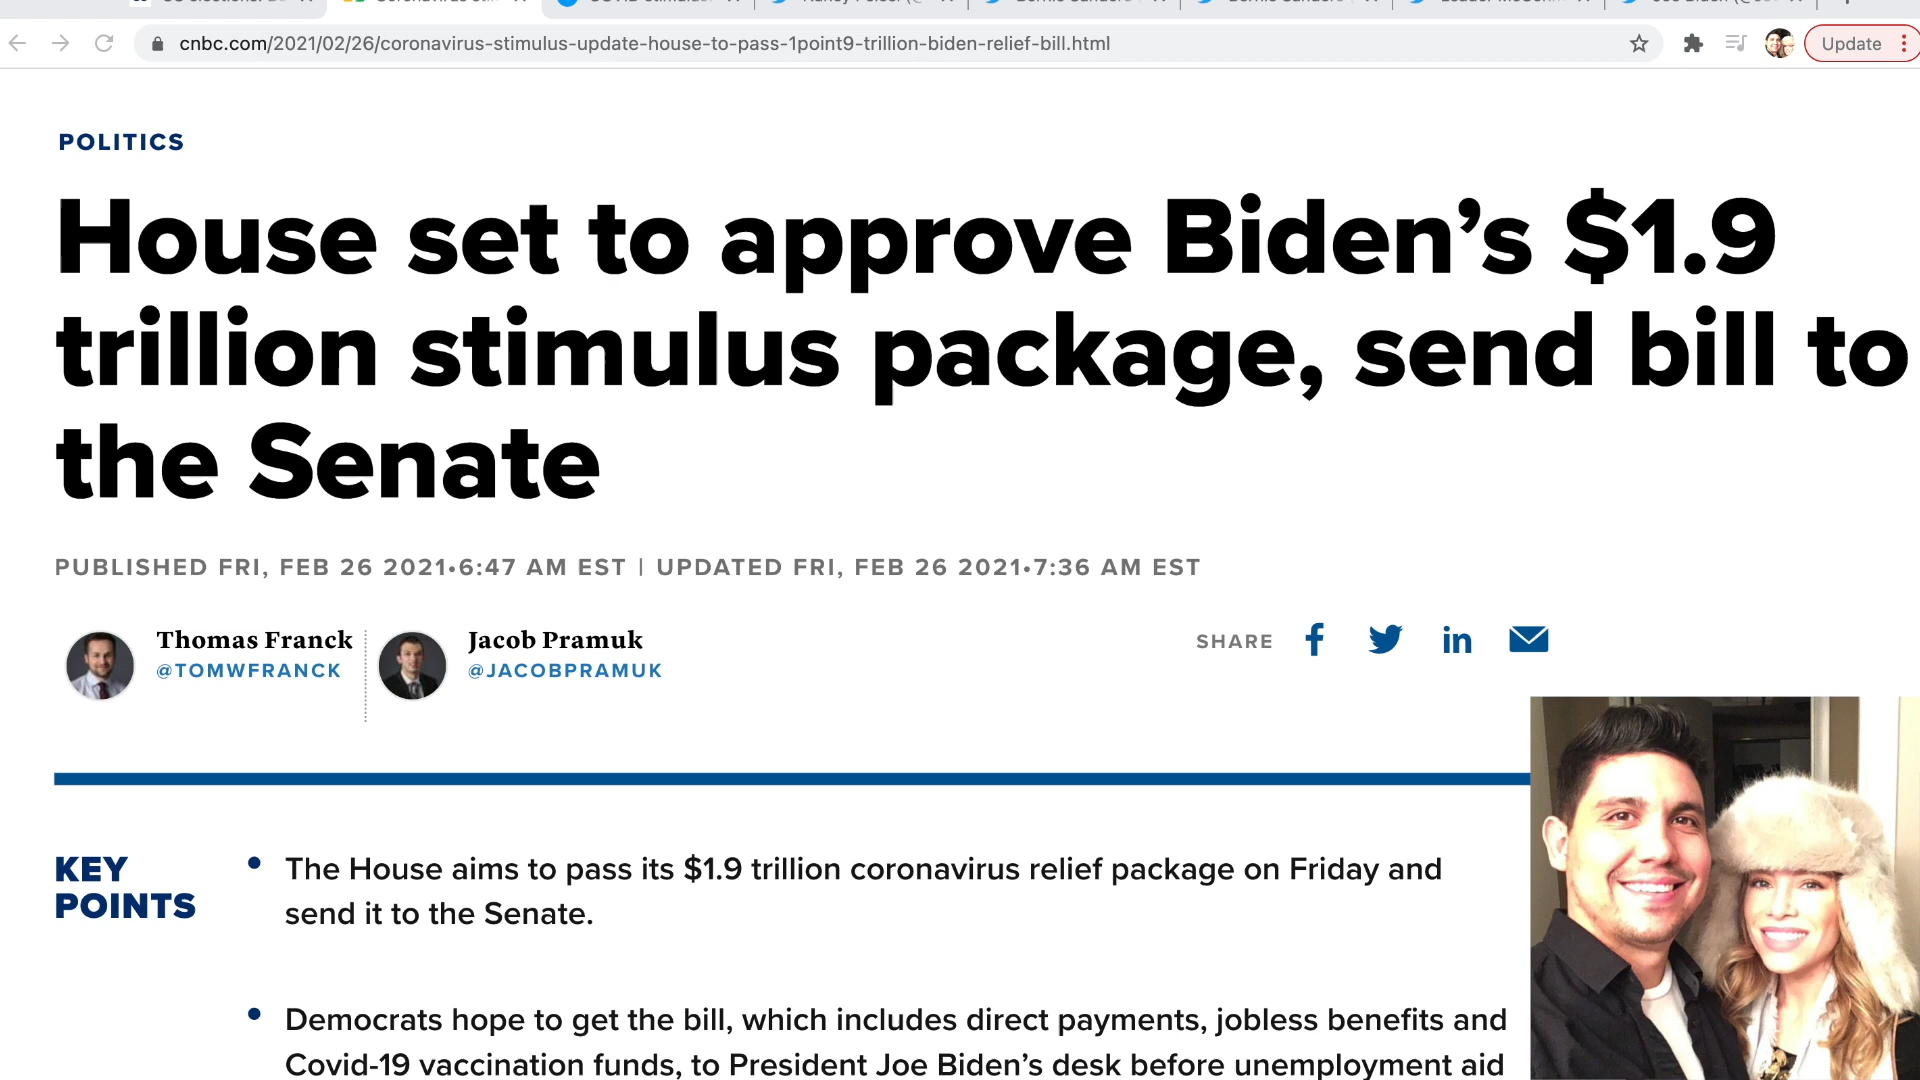 cnbc.com/2021/02/26/coronavirus-stimulus-update-house-to-pass-1point9-trillion-biden-relief-bill.html
Update
POLITICS
House set to approve Biden’s $1.9
trillion stimulus package, send bill to
the Senate
PUBLISHED FRI, FEB 26 2021•6:47 AM EST | UPDATED FRI, FEB 26 2021•7:36 AM EST
Thomas Franck
@TOMWFRANCK
Jacob Pramuk
@JACOBPRAMUK
SHARE
KEY
POINTS
The House aims to pass its $1.9 trillion coronavirus relief package on Friday and
send it to the Senate.
Democrats hope to get the bill, which includes direct payments, jobless benefits and
Covid-19 vaccination funds, to President Joe Biden’s desk before unemployment aid